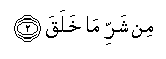 مِن شَرِّ مَا خَلَقَ ﴿٢﴾